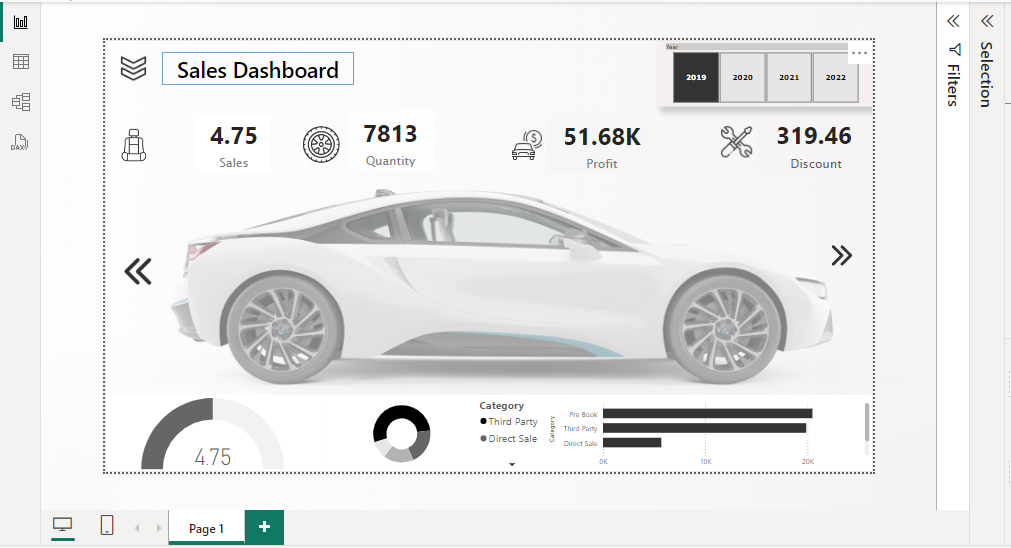 Year
Sales Dashboard
2019
2020
2021
2022
4.75
Sales
7813
Quantity
51.68K
Profit
319.46
Discount
4.75
Category
Third Party
Direct Sale
Category
Pre Book
Third Party
Direct Sale
0K
10K
20K
Filters
Selection
DAX
Page 1